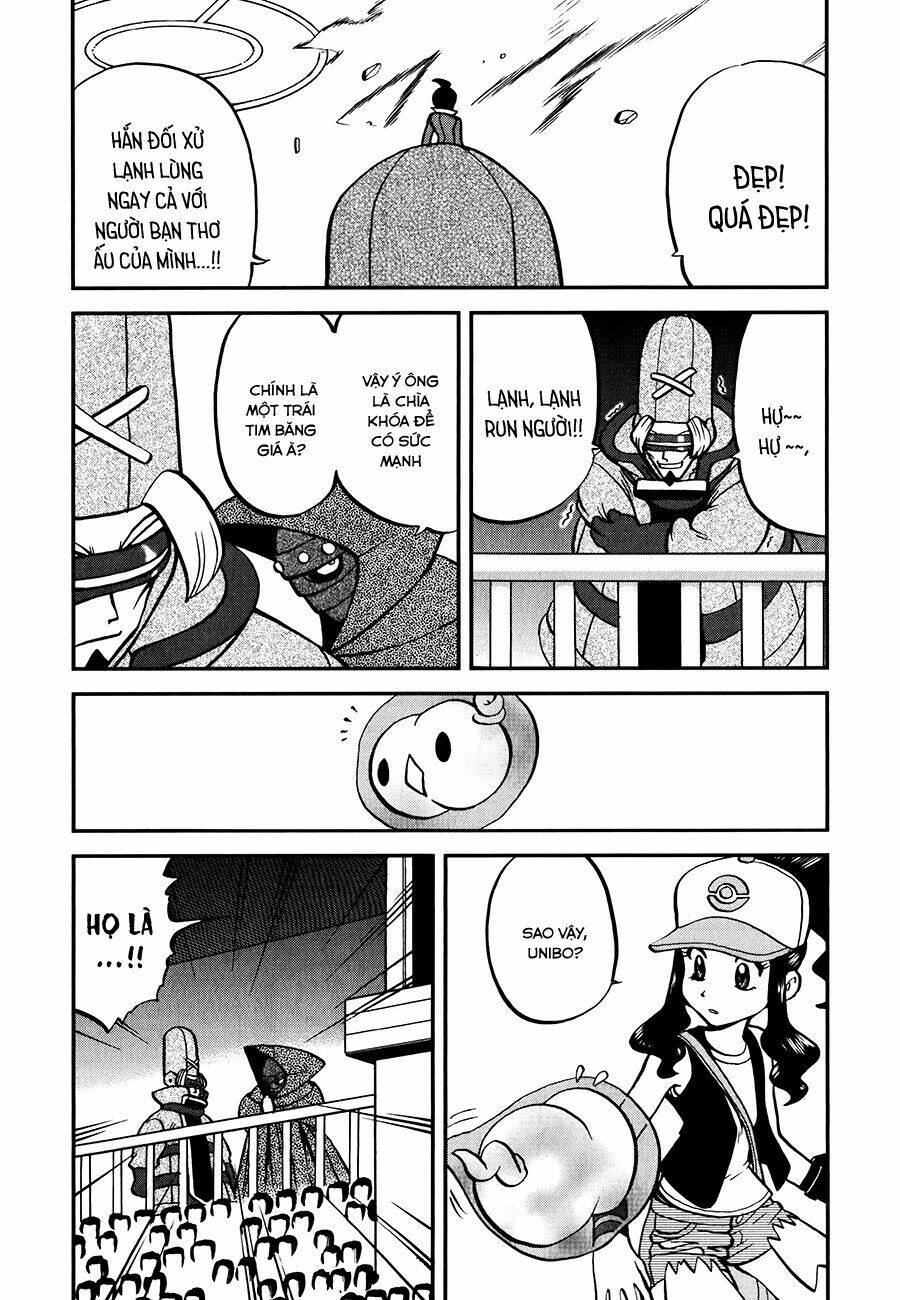 ĐẸP!
QUÁ ĐẸP!
HẮN ĐỐI XỬ
LẠNH LÙNG
NGAY CẢ VỚI
NGƯỜI BẠN THƠ
ẤU CỦA MÌNH...!!
HỰ~~
HỰ~~,
LẠNH, LẠNH
RUN NGƯỜI!!
VẬY Ý ÔNG
LÀ CHÌA
KHÓA ĐỂ
CÓ SỨC
MẠNH
CHÍNH LÀ
MỘT TRÁI
TIM BĂNG
GIÁ À?
SAO VẬY,
UNIBO?
HỌ LÀ
...!!